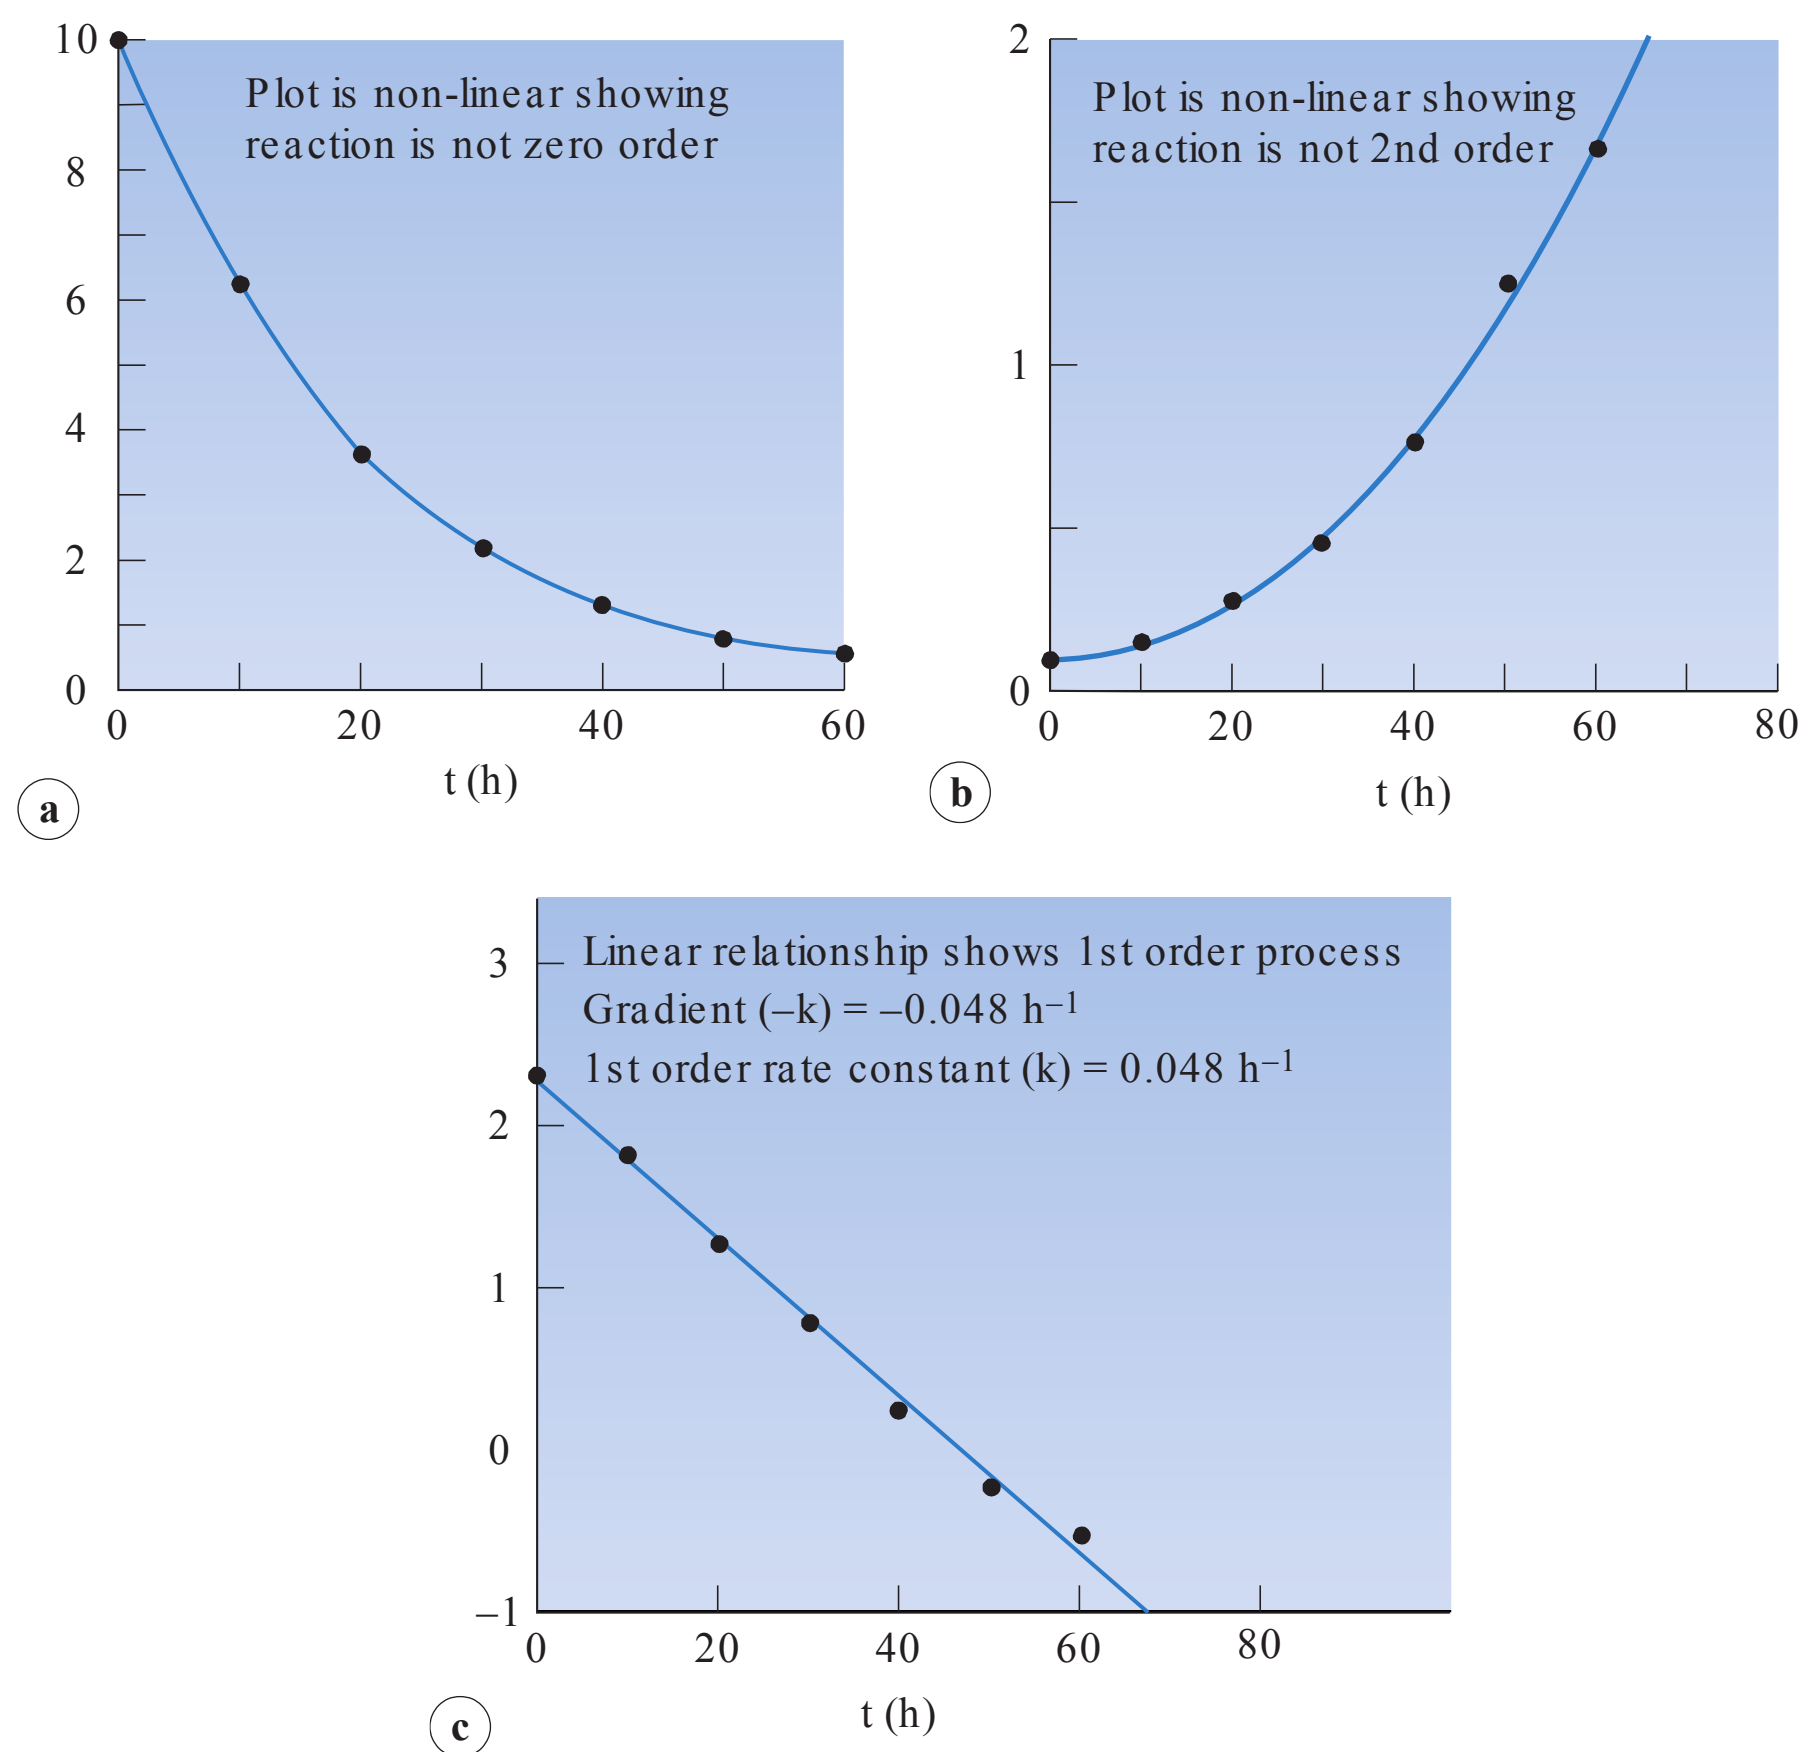 Plot is non-linear showing
reaction is not zero order
10
8
6
4
2
0
0 20 40 60
t (h)
a
Plot is non-linear showing
reaction is not 2nd order
2
1
0
0 20 40 60 80
t (h)
b
Linear relationship shows 1st order process
Gradient (–k) = –0.048 h⁻¹
1st order rate constant (k) = 0.048 h⁻¹
3
2
1
0
–1
0 20 40 60 80
t (h)
c